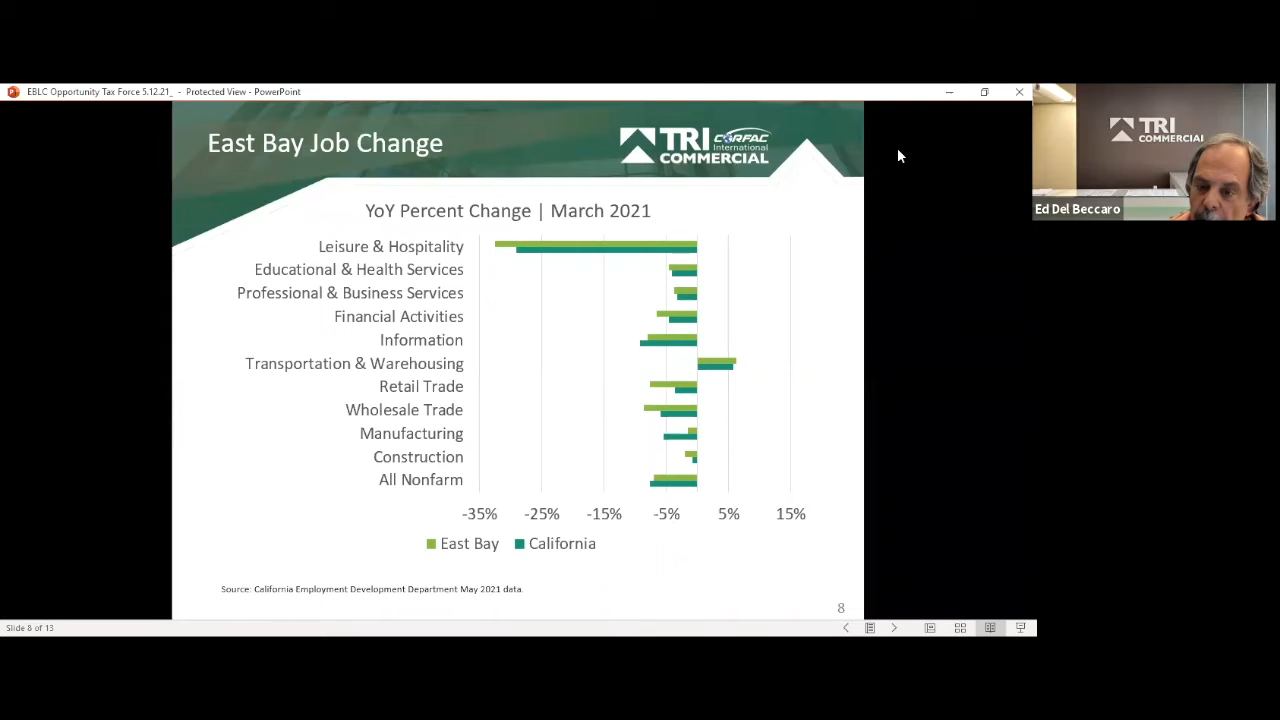 EBLC Opportunity Tax Force 5.12.21_ - Protected View - PowerPoint
East Bay Job Change
TRI
COMMERCIAL
CORFAC
International
TRI
COMMERCIAL
Ed Del Beccaro
YoY Percent Change | March 2021
Leisure & Hospitality
Educational & Health Services
Professional & Business Services
Financial Activities
Information
Transportation & Warehousing
Retail Trade
Wholesale Trade
Manufacturing
Construction
All Nonfarm
-35% -25% -15% -5% 5% 15%
East Bay California
Source: California Employment Development Department May 2021 data.
8
Slide 8 of 13